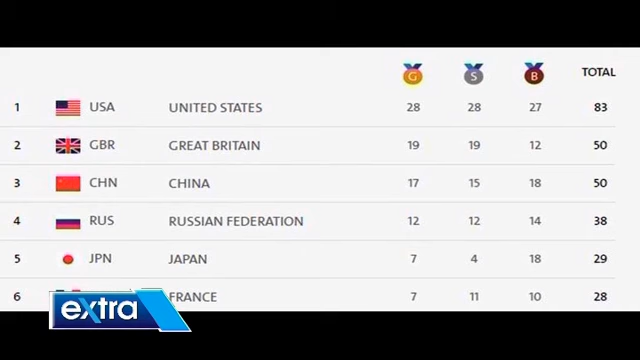 G S B TOTAL
1 USA UNITED STATES 28 28 27 83
2 GBR GREAT BRITAIN 19 19 12 50
3 CHN CHINA 17 15 18 50
4 RUS RUSSIAN FEDERATION 12 12 14 38
5 JPN JAPAN 7 4 18 29
6 FRANCE 7 11 10 28
extra